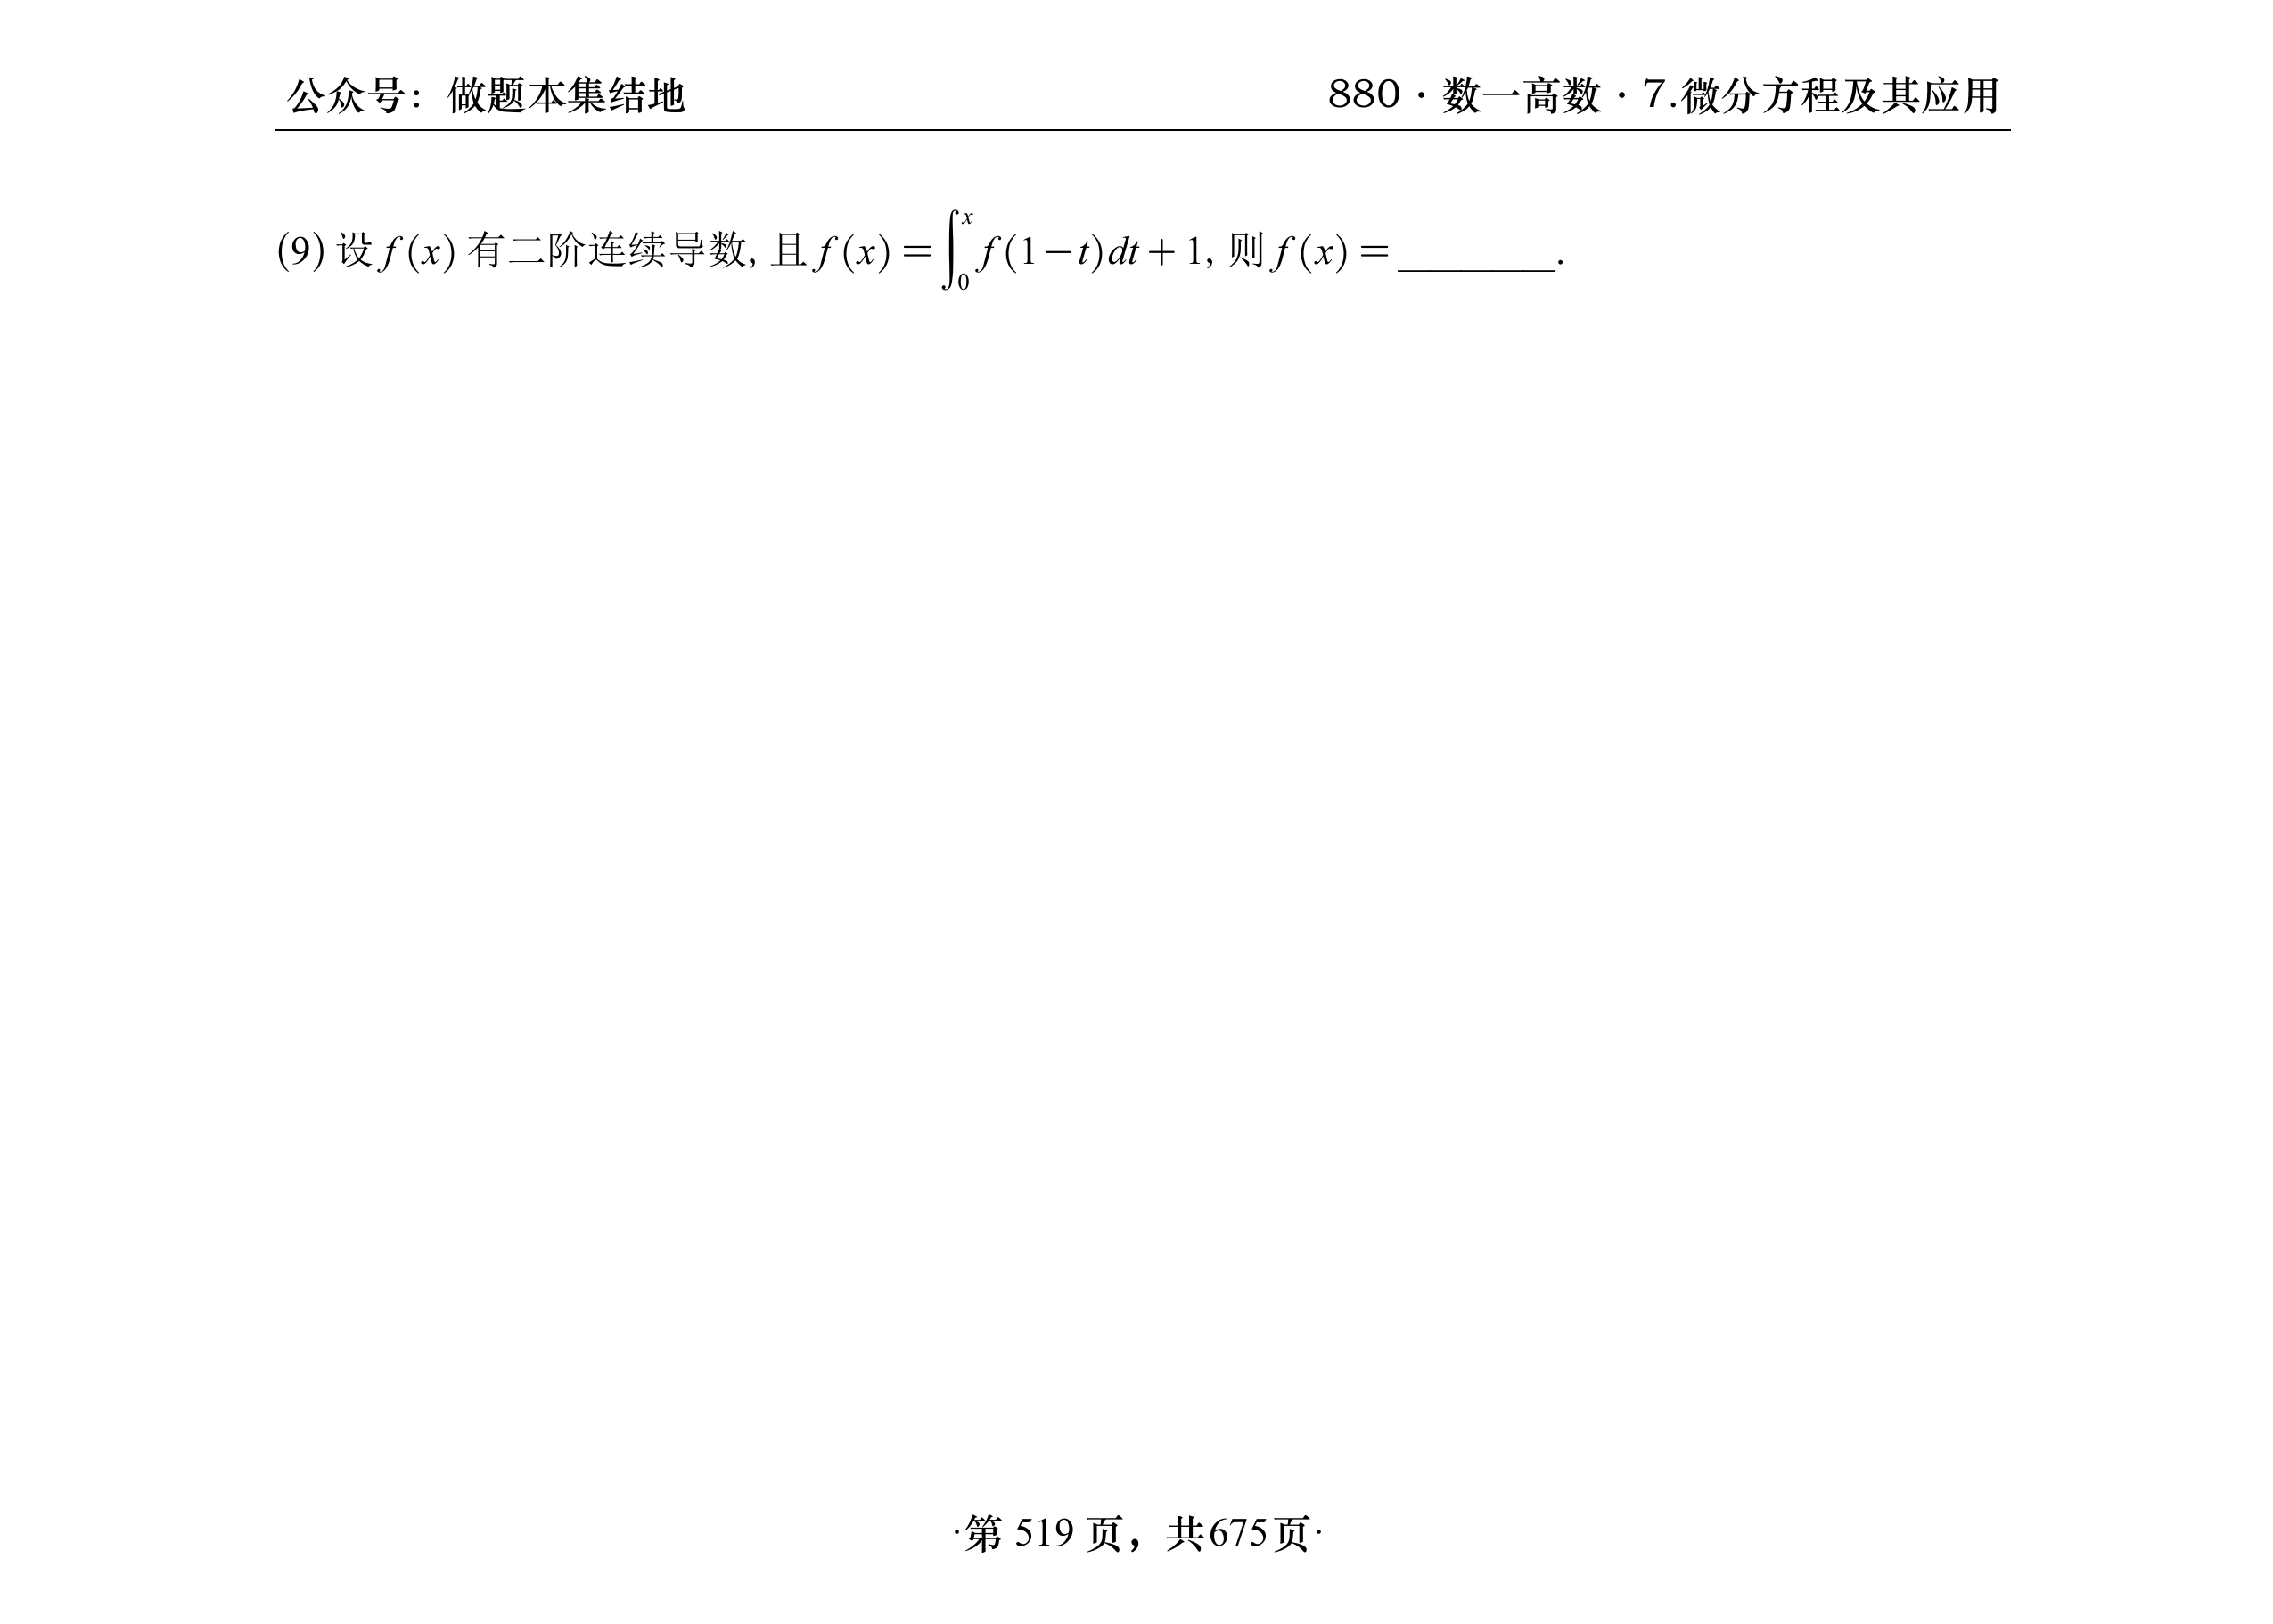 公众号：做题本集结地
880 · 数一高数 · 7.微分方程及其应用
(9) 设 f(x) 有二阶连续导数, 且 f(x) = ∫₀ˣ f(1−t)dt + 1, 则 f(x) = ________.
·第 519 页，共675页·